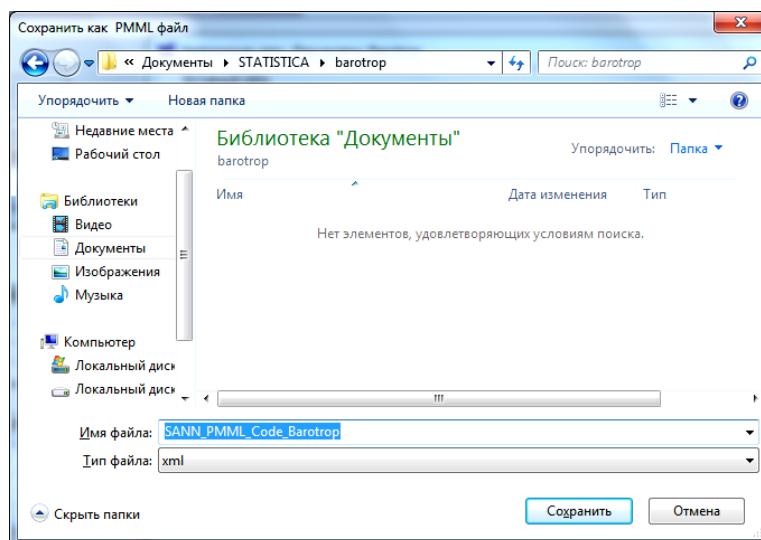 Сохранить как PMML файл
« Документы ▸ STATISTICA ▸ barotrop
Поиск: barotrop
Упорядочить
Новая папка
Недавние места
Рабочий стол
Библиотеки
Видео
Документы
Изображения
Музыка
Компьютер
Локальный диск
Локальный диск
Библиотека "Документы"
barotrop
Упорядочить: Папка
Имя
Дата изменения
Тип
Нет элементов, удовлетворяющих условиям поиска.
Имя файла: SANN_PMML_Code_Barotrop
Тип файла: xml
Скрыть папки
Сохранить
Отмена